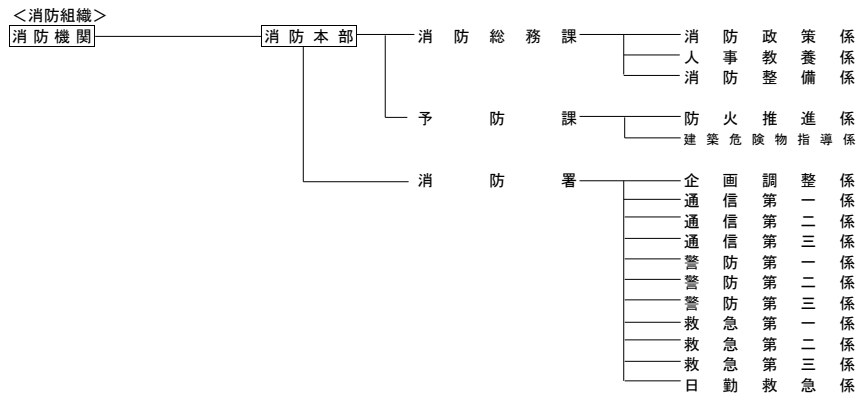 ＜消防組織＞
消防機関 消防本部 消防総務課 消防政策係
人事教養係
消防整備係
予防課 防火推進係
建築危険物指導係
消防署 企画調整係
通信第一係
通信第二係
通信第三係
警防第一係
警防第二係
警防第三係
救急第一係
救急第二係
救急第三係
日勤救急係